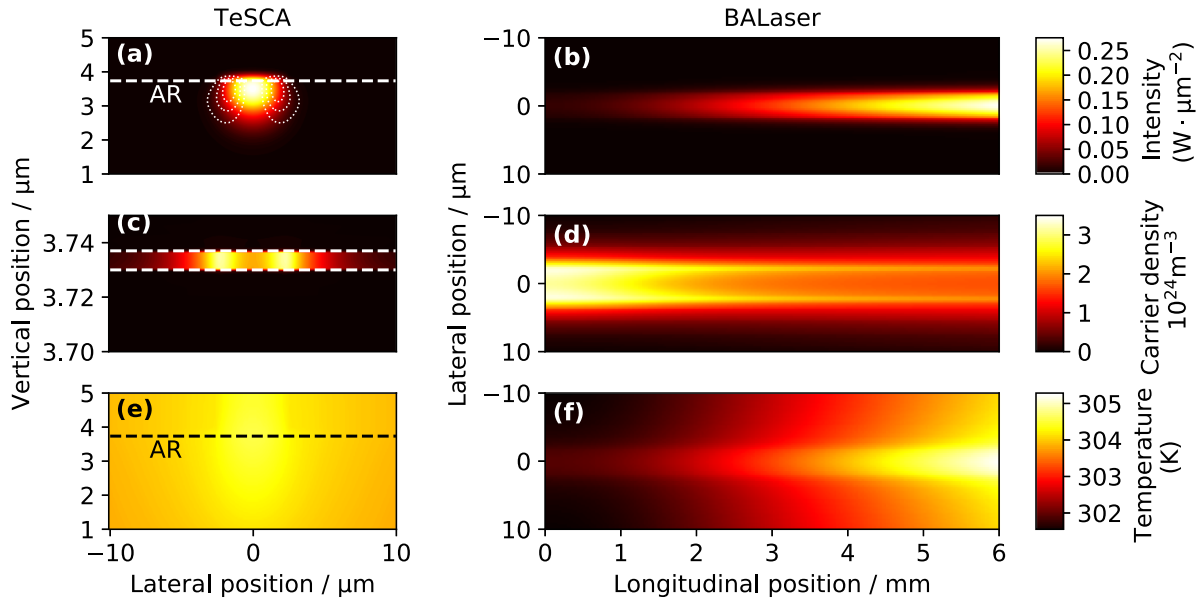 TeSCA
BALaser
5
4
3
2
1
(a)
AR
−10
0
10
(b)
0.25
0.20
0.15
0.10
0.05
0.00
Intensity
(W · μm⁻²)
3.74
3.72
3.70
(c)
−10
0
10
(d)
3
2
1
0
Carrier density
10²⁴m⁻³
Vertical position / μm
Lateral position / μm
5
4
3
2
1
(e)
AR
−10
0
10
(f)
305
304
303
302
Temperature
(K)
−10 0 10
0 1 2 3 4 5 6
Lateral position / μm
Longitudinal position / mm